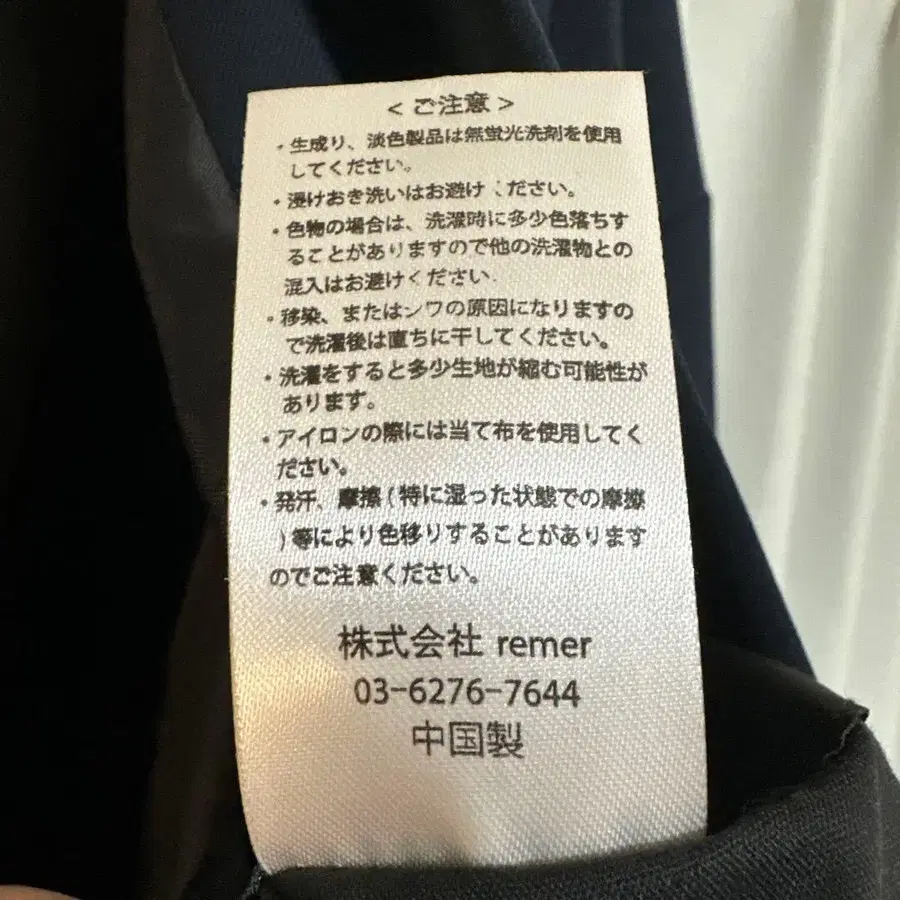 < ご注意 >
・生成り、淡色製品は無蛍光洗剤を使用
してください。
・浸けおき洗いはお避けください。
・色物の場合は、洗濯時に多少色落ちす
ることがありますので他の洗濯物との
混入はお避けください.
・移染、またはシワの原因になりますの
で洗濯後は直ちに干してください。
・洗濯をすると多少生地が縮む可能性が
あります。
・アイロンの際には当て布を使用してく
ださい。
・発汗、摩擦(特に湿った状態での摩擦
)等により色移りすることがあります
のでご注意ください。
株式会社 remer
03-6276-7644
中国製